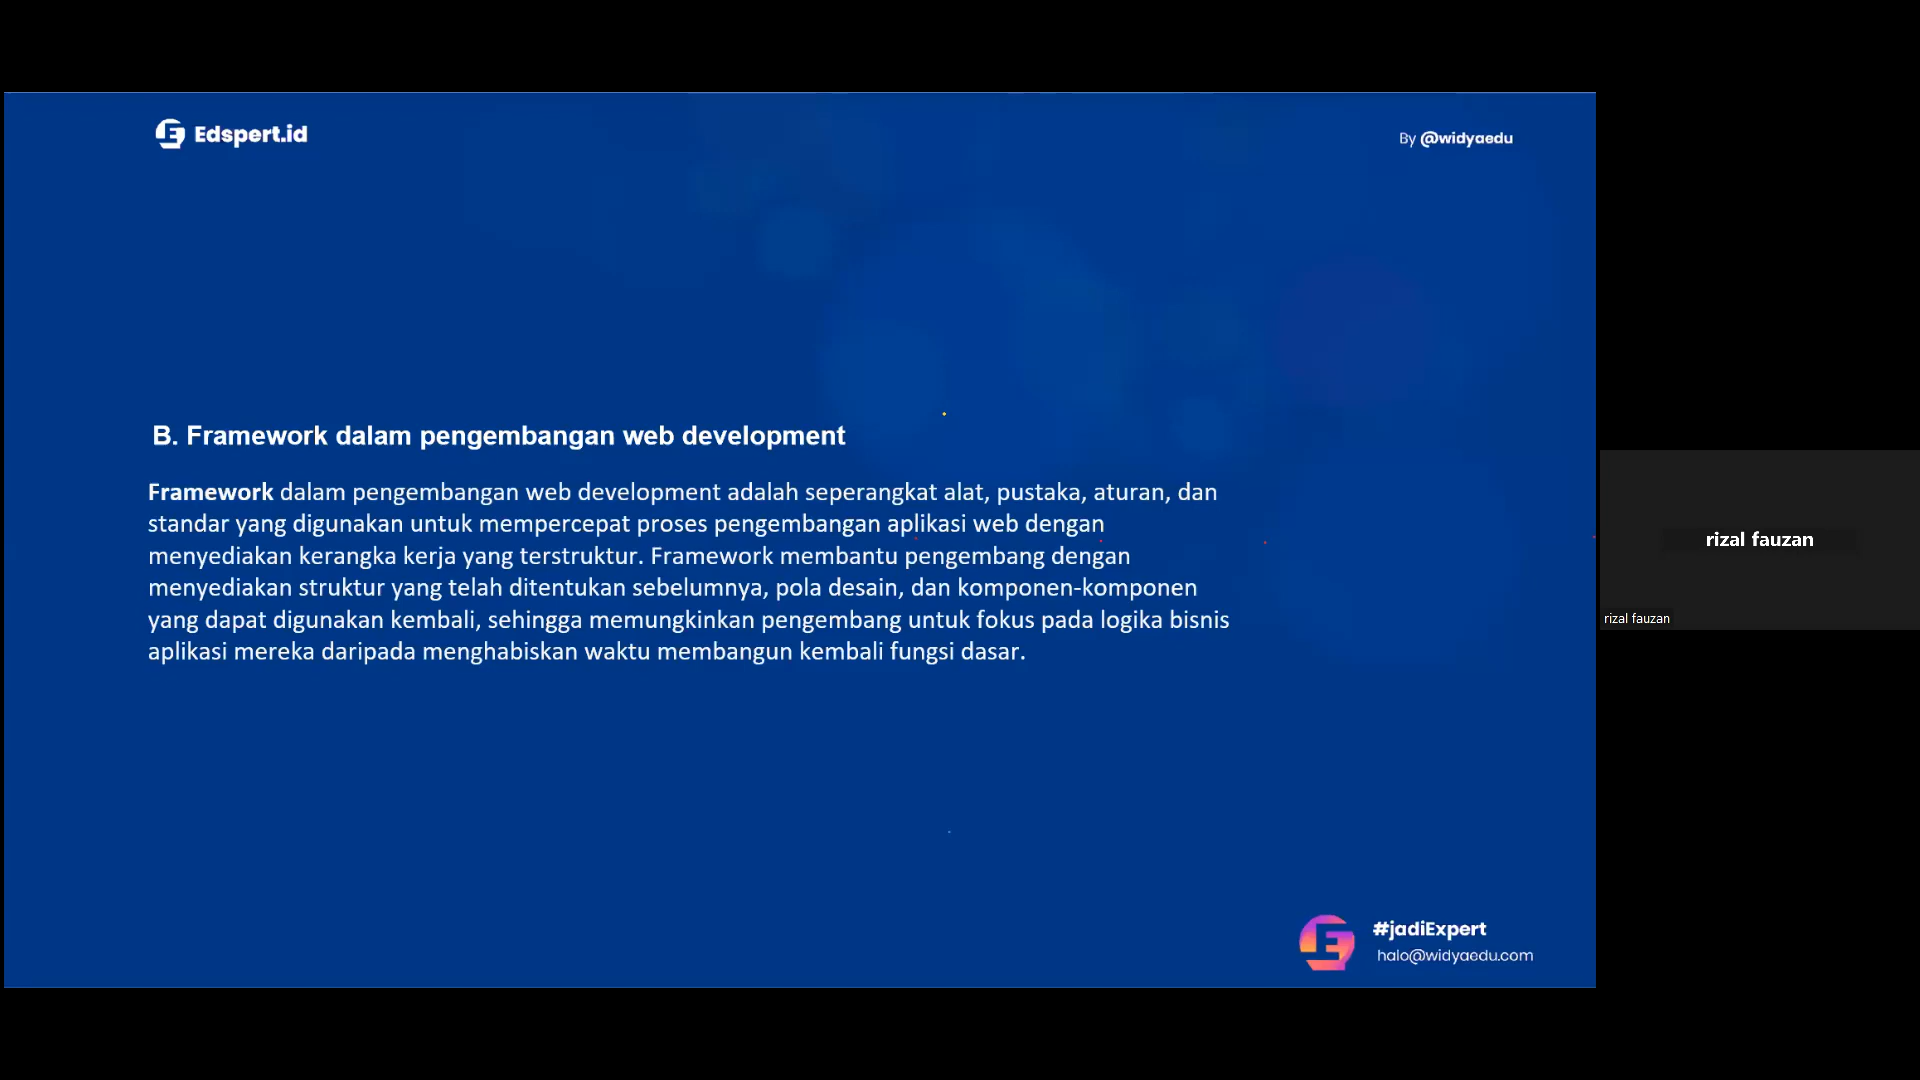 Edspert.id
By @widyaedu
B. Framework dalam pengembangan web development
Framework dalam pengembangan web development adalah seperangkat alat, pustaka, aturan, dan
standar yang digunakan untuk mempercepat proses pengembangan aplikasi web dengan
menyediakan kerangka kerja yang terstruktur. Framework membantu pengembang dengan
menyediakan struktur yang telah ditentukan sebelumnya, pola desain, dan komponen-komponen
yang dapat digunakan kembali, sehingga memungkinkan pengembang untuk fokus pada logika bisnis
aplikasi mereka daripada menghabiskan waktu membangun kembali fungsi dasar.
rizal fauzan
rizal fauzan
#jadiExpert
halo@widyaedu.com